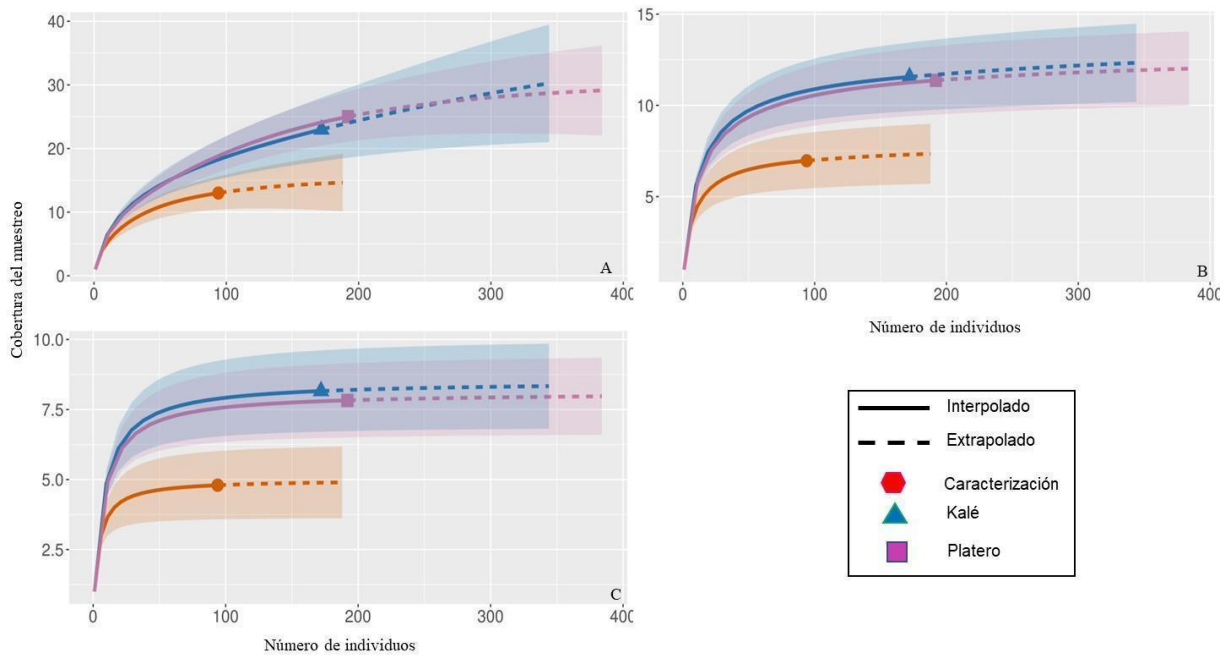 Cobertura del muestreo
40
30
20
10
0
A
0 100 200 300 400
15
10
5
B
0 100 200 300 400
Número de individuos
10.0
7.5
5.0
2.5
C
0 100 200 300 400
Número de individuos
Interpolado
Extrapolado
Caracterización
Kalé
Platero